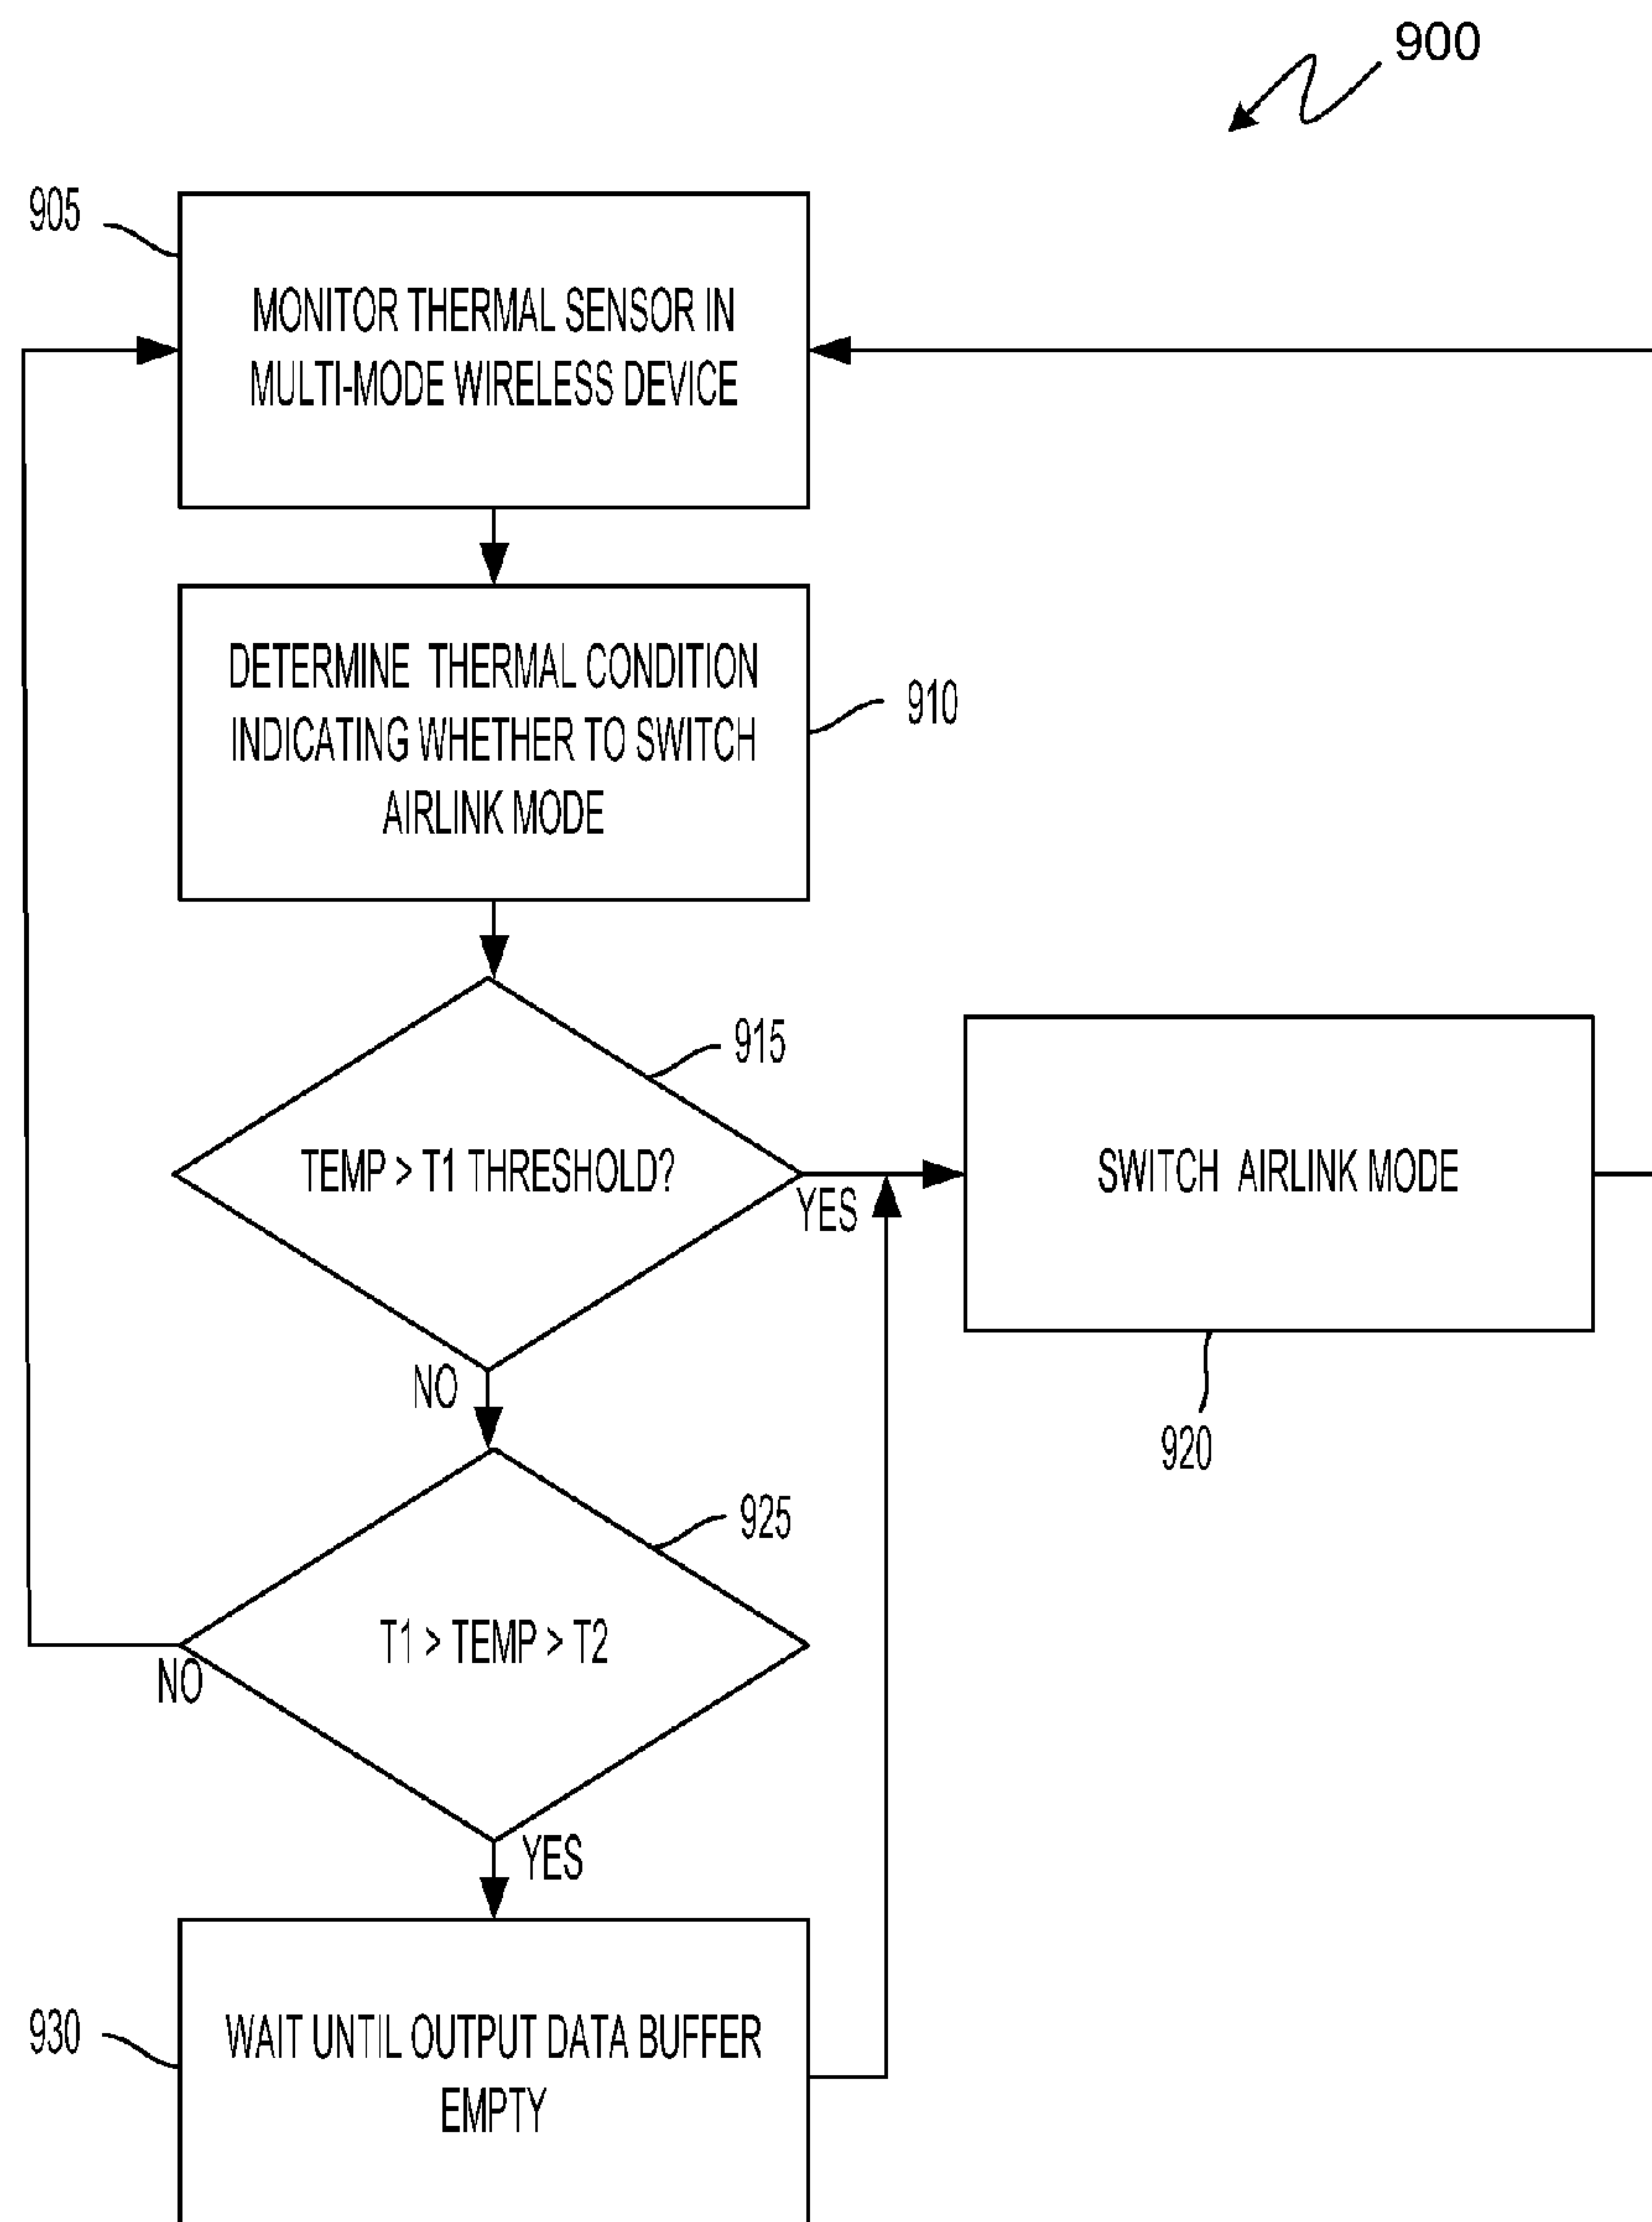 900
905
MONITOR THERMAL SENSOR IN
MULTI-MODE WIRELESS DEVICE
DETERMINE THERMAL CONDITION
INDICATING WHETHER TO SWITCH
AIRLINK MODE
910
915
TEMP > T1 THRESHOLD?
YES
SWITCH AIRLINK MODE
920
NO
925
T1 > TEMP > T2
NO
YES
930
WAIT UNTIL OUTPUT DATA BUFFER
EMPTY